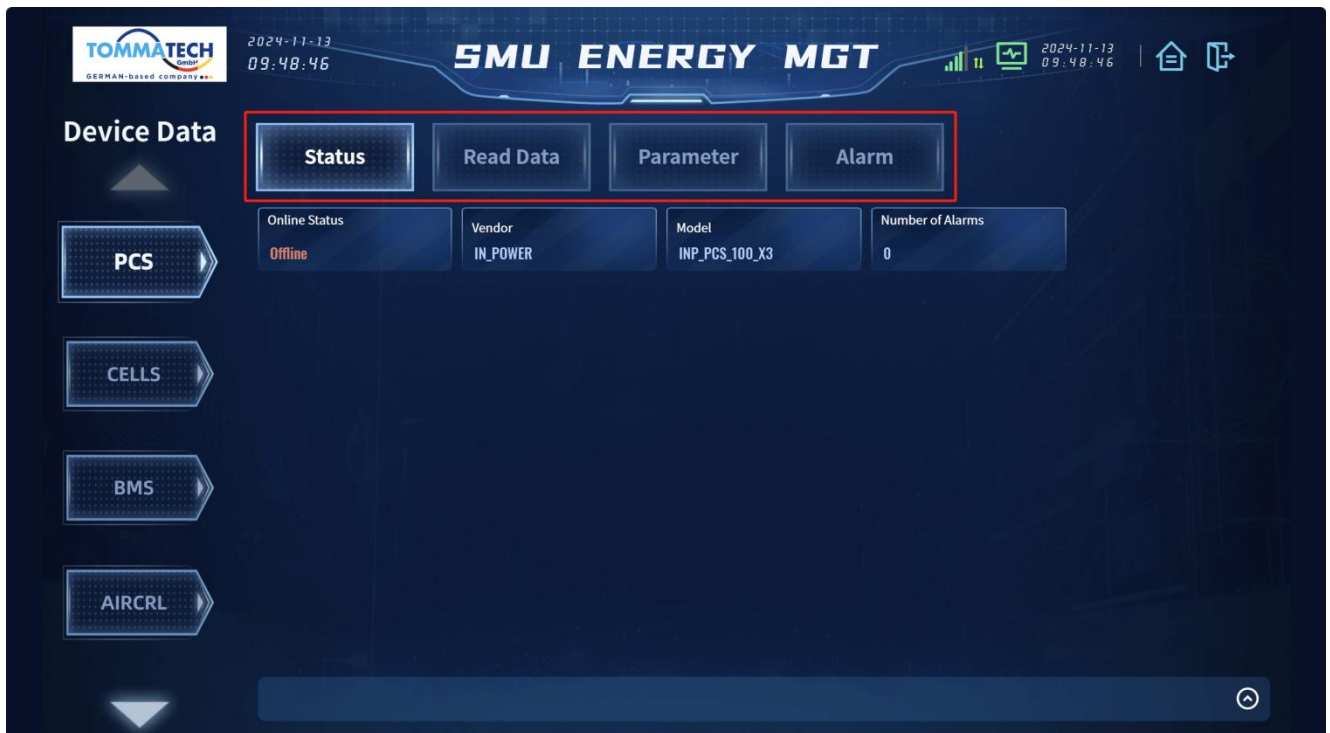 TOMMATECH
GmbH
GERMAN-based company
2024-11-13
09:48:46
SMU ENERGY MGT
2024-11-13
09:48:46
Device Data
Status
Read Data
Parameter
Alarm
Online Status
Offline
Vendor
IN_POWER
Model
INP_PCS_100_X3
Number of Alarms
0
PCS
CELLS
BMS
AIRCRL